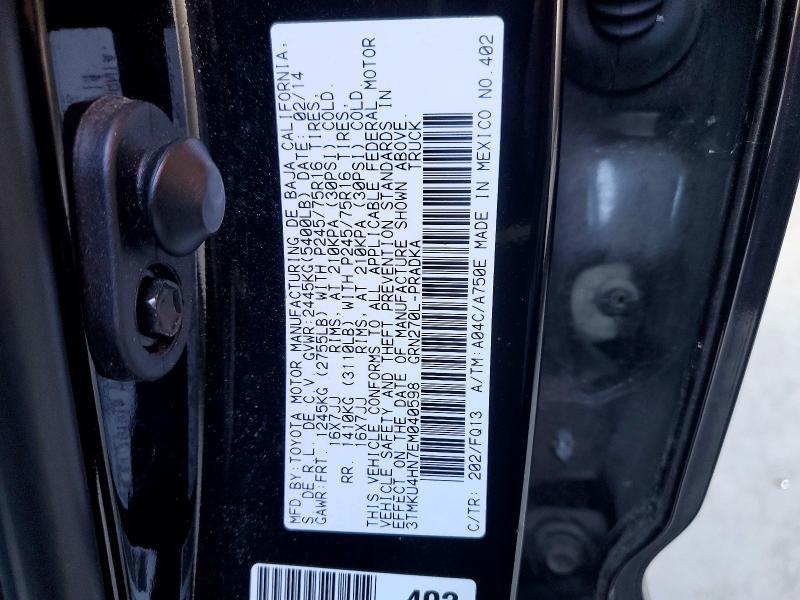 MFD BY:TOYOTA MOTOR MANUFACTURING DE BAJA CALIFORNIA,
S DE R.L. DE C.V. GVWR:2445KG(5400LB) DATE: 02/14
GAWR:FRT. 1245KG (2755LB) WITH P245/75R16 TIRES,
16X7JJ RIMS, AT 210KPA (30PSI) COLD.
RR. 1410KG (3110LB) WITH P245/75R16 TIRES,
16X7JJ RIMS, AT 210KPA (30PSI) COLD.
THIS VEHICLE CONFORMS TO ALL APPLICABLE FEDERAL MOTOR
VEHICLE SAFETY AND THEFT PREVENTION STANDARDS IN
EFFECT ON THE DATE OF MANUFACTURE SHOWN ABOVE.
3TMKU4HN7EM040598 GRN270L-PRADKA TRUCK
C/TR: 202/FQ13 A/TM:A04C/A750E MADE IN MEXICO NO.402